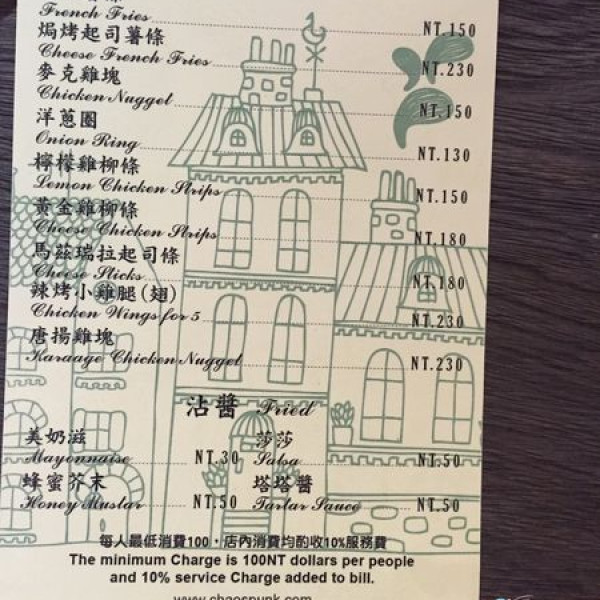 French Fries NT.150
焗烤起司薯條
Cheese French Fries NT.230
麥克雞塊
Chicken Nugget NT.150
洋蔥圈
Onion Ring NT.130
檸檬雞柳條
Lemon Chicken Strips NT.150
黃金雞柳條
Cheese Chicken Strips NT.180
馬茲瑞拉起司條
Cheese Sticks NT.180
辣烤小雞腿(翅)
Chicken Wings for 5 NT.230
唐揚雞塊
Karaage Chicken Nugget NT.230
沾醬 Fried
美奶滋 莎莎
Mayonnaise NT.30 Salsa NT.50
蜂蜜芥末 塔塔醬
Honey Mustar NT.50 Tartar Sauce NT.50
每人最低消費100，店內消費均酌收10%服務費
The minimum Charge is 100NT dollars per people
and 10% service Charge added to bill.
www.chaospunk.com